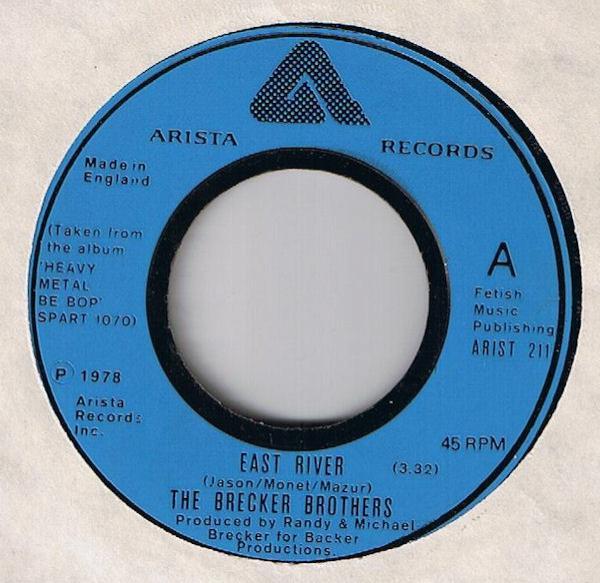 ARISTA RECORDS
Made in
England
(Taken from
the album
'HEAVY
METAL
BE BOP'
SPART 1070)
A
Fetish
Music
Publishing
ARIST 211
Ⓟ 1978
Arista
Records
Inc.
45 RPM
EAST RIVER (3.32)
(Jason/Monet/Mazur)
THE BRECKER BROTHERS
Produced by Randy & Michael
Brecker for Backer
Productions.